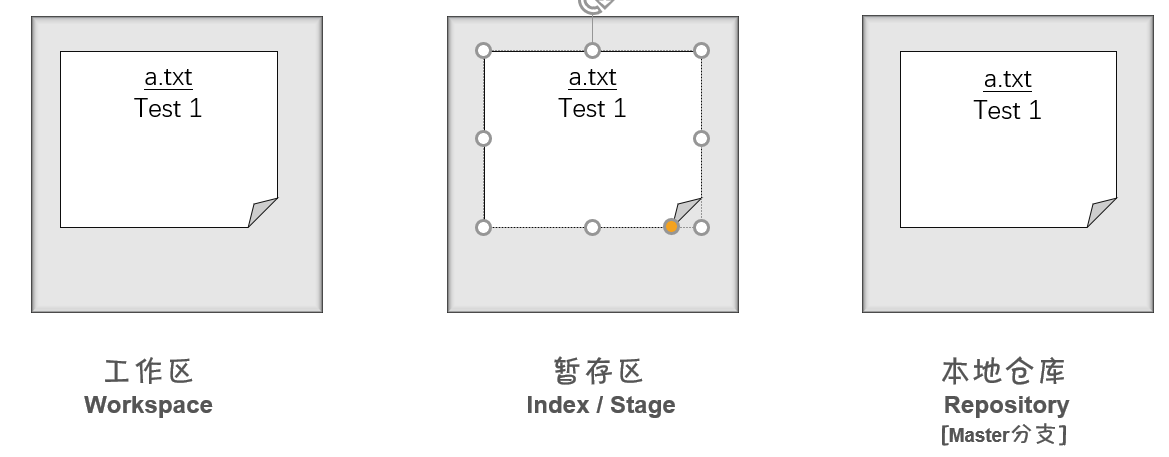 a.txt
Test 1
a.txt
Test 1
a.txt
Test 1
工作区
Workspace
暂存区
Index / Stage
本地仓库
Repository
[Master分支]